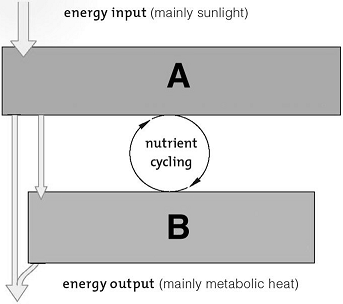 energy input (mainly sunlight)
A
nutrient
cycling
B
energy output (mainly metabolic heat)